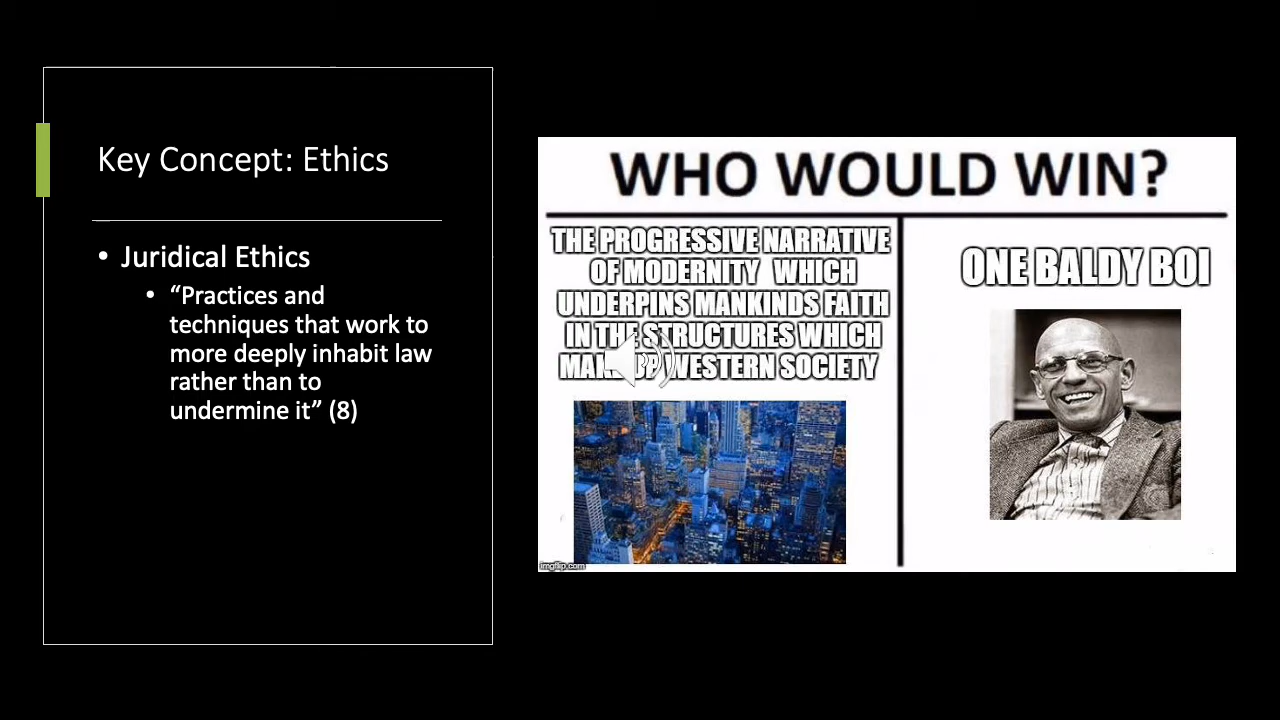 Key Concept: Ethics
• Juridical Ethics
• “Practices and
techniques that work to
more deeply inhabit law
rather than to
undermine it” (8)
WHO WOULD WIN?
THE PROGRESSIVE NARRATIVE
OF MODERNITY WHICH
UNDERPINS MANKINDS FAITH
IN THE STRUCTURES WHICH
MAKE UP WESTERN SOCIETY
ONE BALDY BOI
imgflip.com